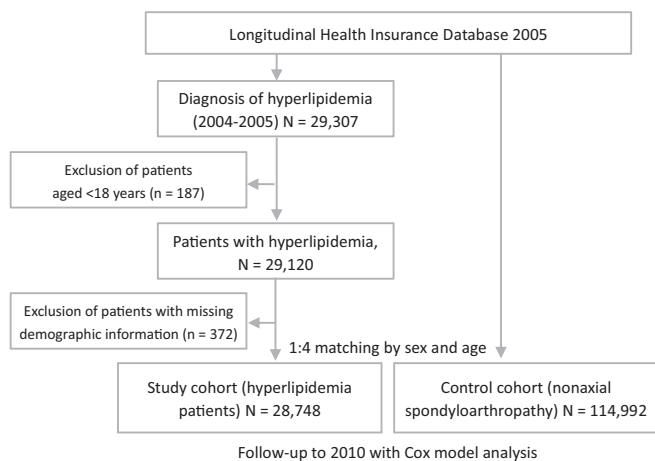 Longitudinal Health Insurance Database 2005
Diagnosis of hyperlipidemia
(2004-2005) N = 29,307
Exclusion of patients
aged <18 years (n = 187)
Patients with hyperlipidemia,
N = 29,120
Exclusion of patients with missing
demographic information (n = 372)
1:4 matching by sex and age
Study cohort (hyperlipidemia
patients) N = 28,748
Control cohort (nonaxial
spondyloarthropathy) N = 114,992
Follow-up to 2010 with Cox model analysis